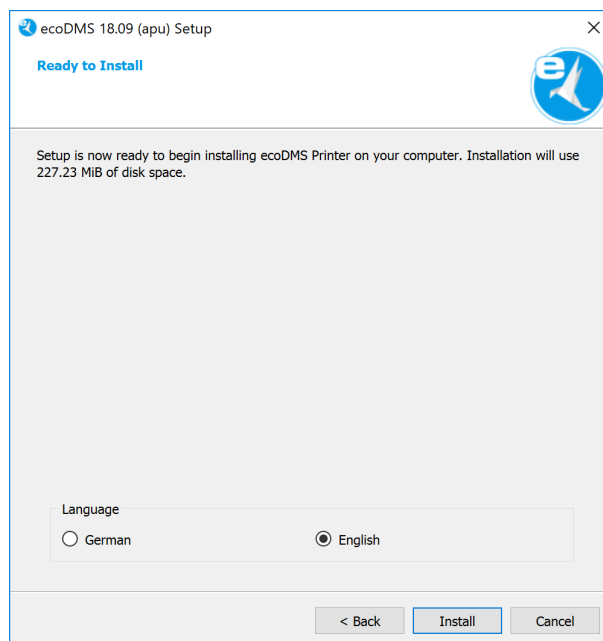 ecoDMS 18.09 (apu) Setup
Ready to Install
e
Setup is now ready to begin installing ecoDMS Printer on your computer. Installation will use
227.23 MiB of disk space.
Language
German English
< Back Install Cancel